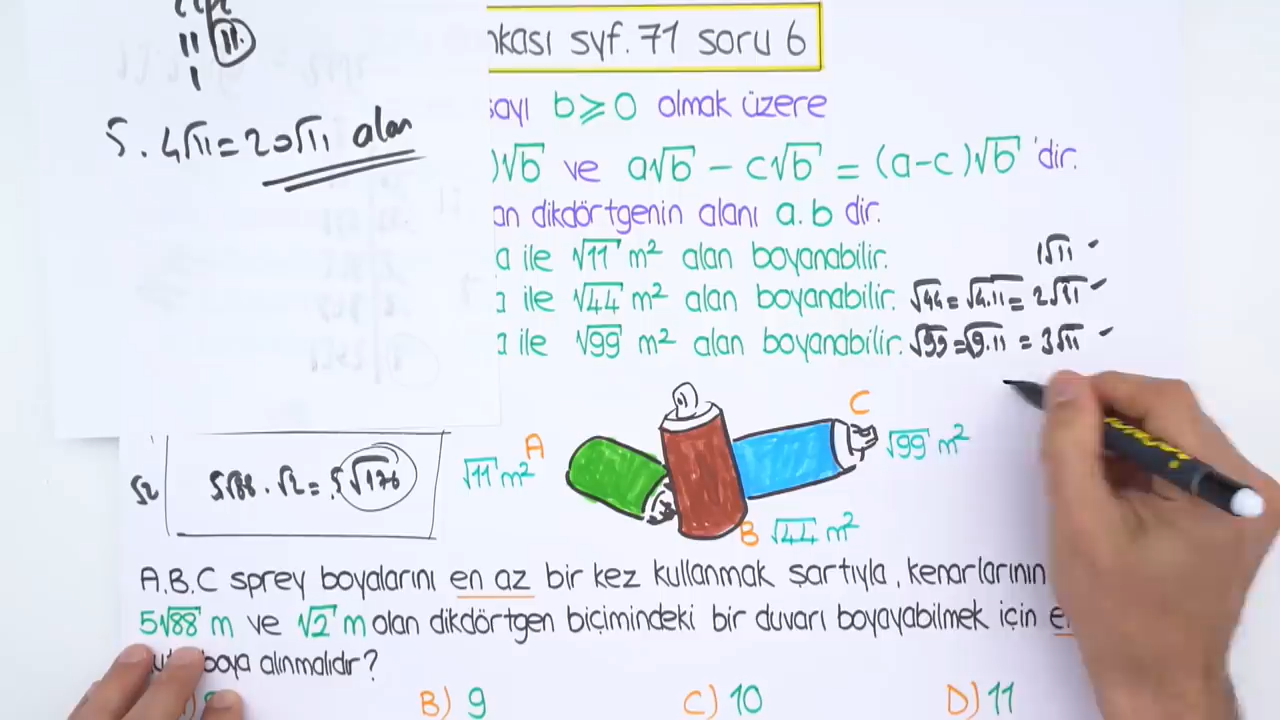 11 11.
1
5.4√11=20√11 alan
nkası syf.71 soru 6
sayı b≥0 olmak üzere
)√b ve a√b - c√b = (a-c)√b 'dir.
an dikdörtgenin alanı a.b dir.
a ile √11 m² alan boyanabilir. 1√11
ile √44 m² alan boyanabilir. √44=√4.11=2√11
a ile √99 m² alan boyanabilir. √99=√9.11=3√11
C
A
√2 5√88.√2=5√176 √11 m² √99 m²
B √44 m²
A.B.C sprey boyalarını en az bir kez kullanmak şartıyla, kenarlarının
5√88 m ve √2 m olan dikdörtgen biçimindeki bir duvarı boyayabilmek için
boya alınmalıdır?
B) 9 C) 10 D) 11